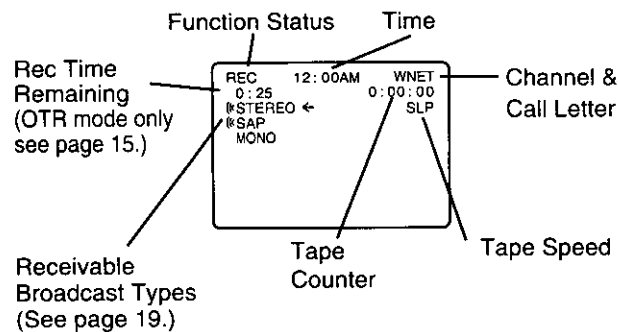 Function Status
Time
Rec Time
Remaining
(OTR mode only
see page 15.)
REC 12:00AM WNET
0:25 0:00:00
STEREO ← SLP
SAP
MONO
Channel &
Call Letter
Receivable
Broadcast Types
(See page 19.)
Tape
Counter
Tape Speed